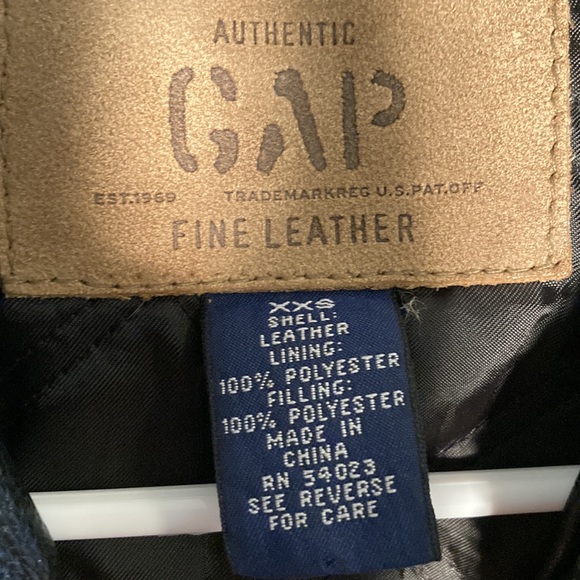 AUTHENTIC
GAP
EST.1969 TRADEMARKREG U.S.PAT.OFF
FINE LEATHER
XXS
SHELL:
LEATHER
LINING:
100% POLYESTER
FILLING:
100% POLYESTER
MADE IN
CHINA
RN 54023
SEE REVERSE
FOR CARE